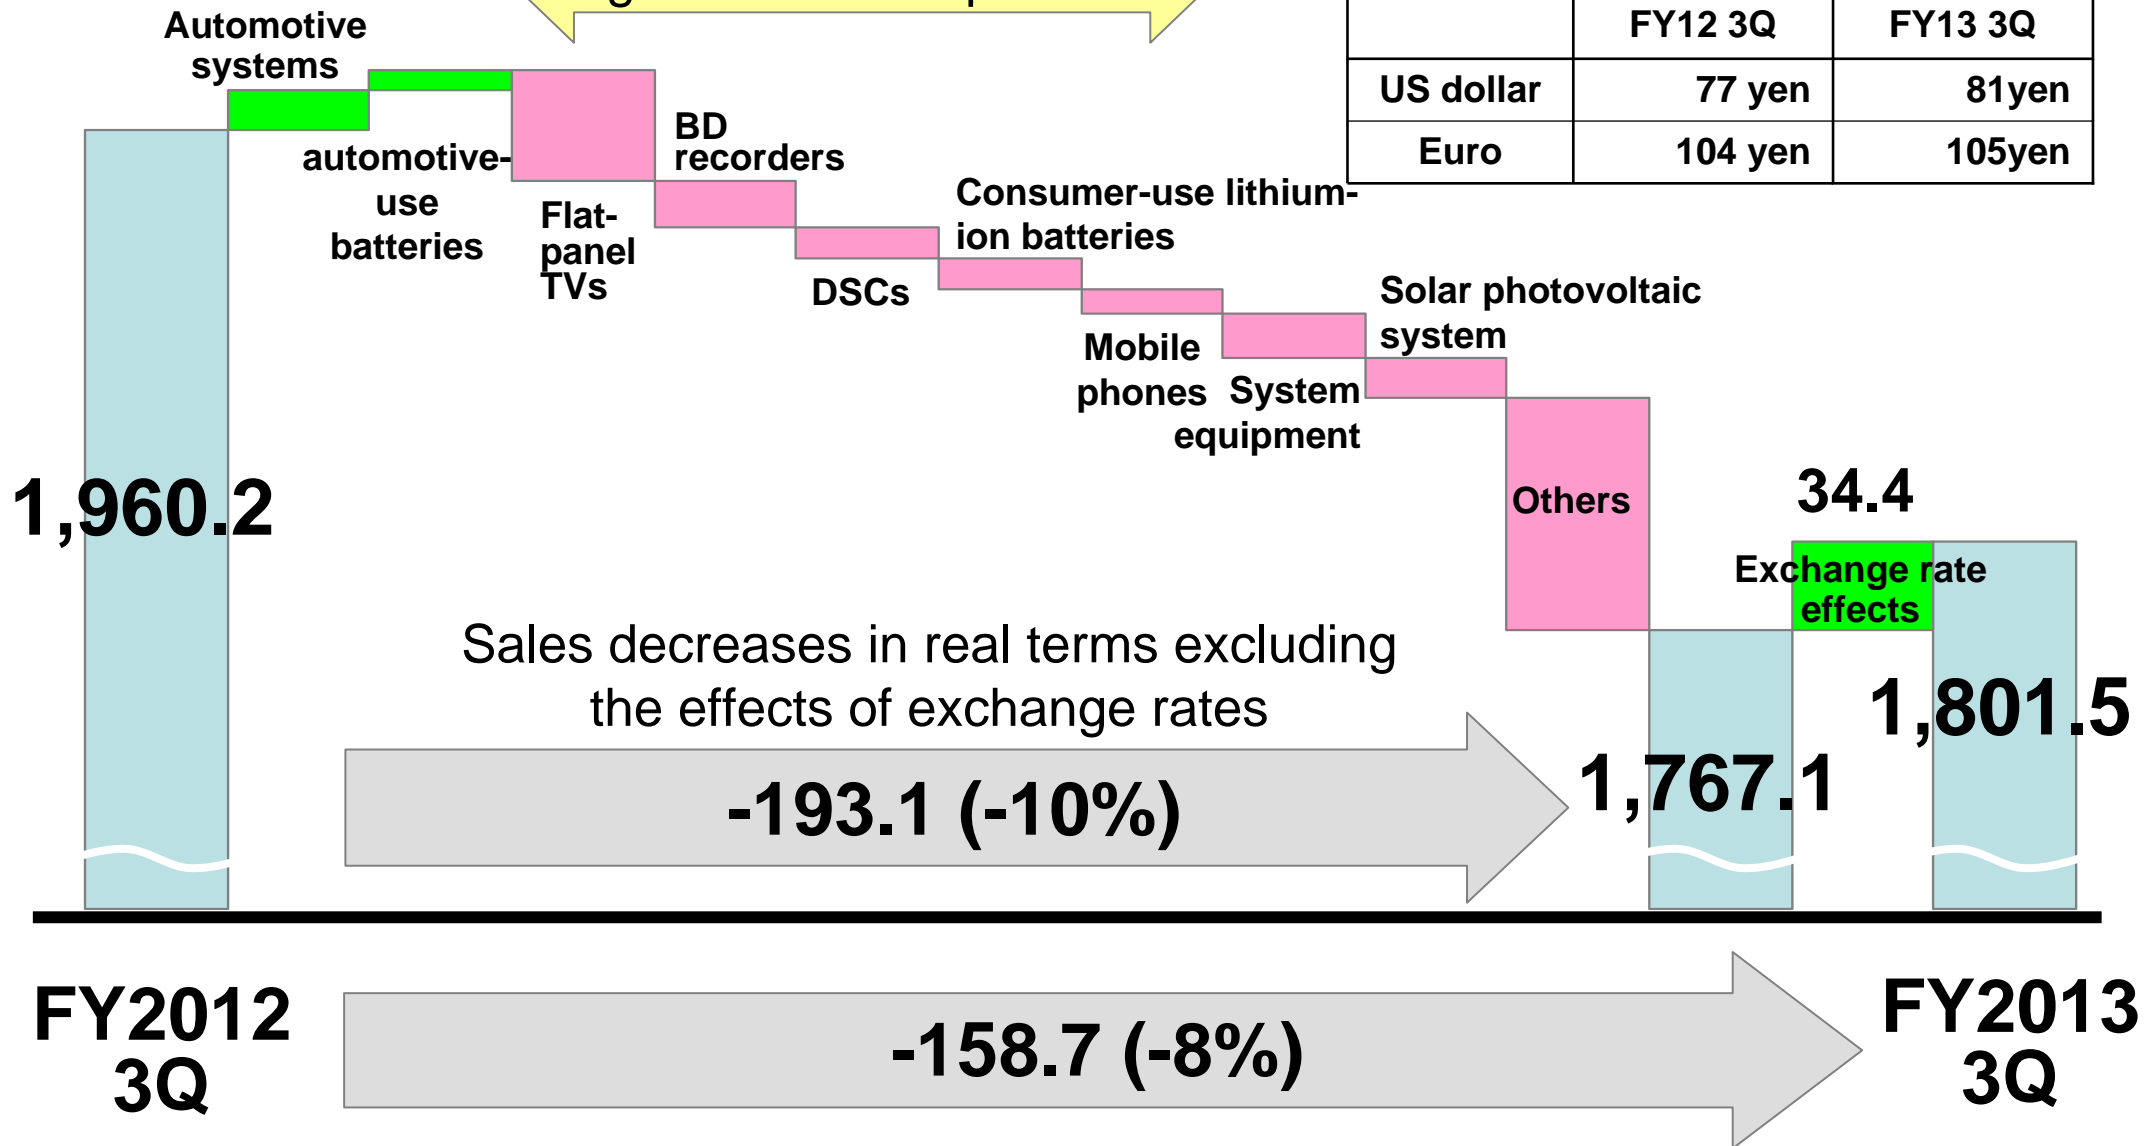 Automotive
systems
FY12 3Q
FY13 3Q
US dollar
77 yen
81yen
Euro
104 yen
105yen
automotive-
use
batteries
Flat-
panel
TVs
BD
recorders
DSCs
Consumer-use lithium-
ion batteries
Mobile
phones
System
equipment
Solar photovoltaic
system
Others
1,960.2
34.4
Exchange rate
effects
Sales decreases in real terms excluding
the effects of exchange rates
-193.1 (-10%)
1,767.1
1,801.5
FY2012
3Q
-158.7 (-8%)
FY2013
3Q